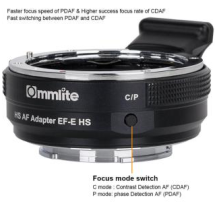 Faster focus speed of PDAF & Higher success focus rate of CDAF
Fast switching between PDAF and CDAF
Commlite
C/P
HS AF Adapter EF-E HS
Focus mode switch
C mode : Contrast Detection AF (CDAF)
P mode: phase Detection AF (PDAF)